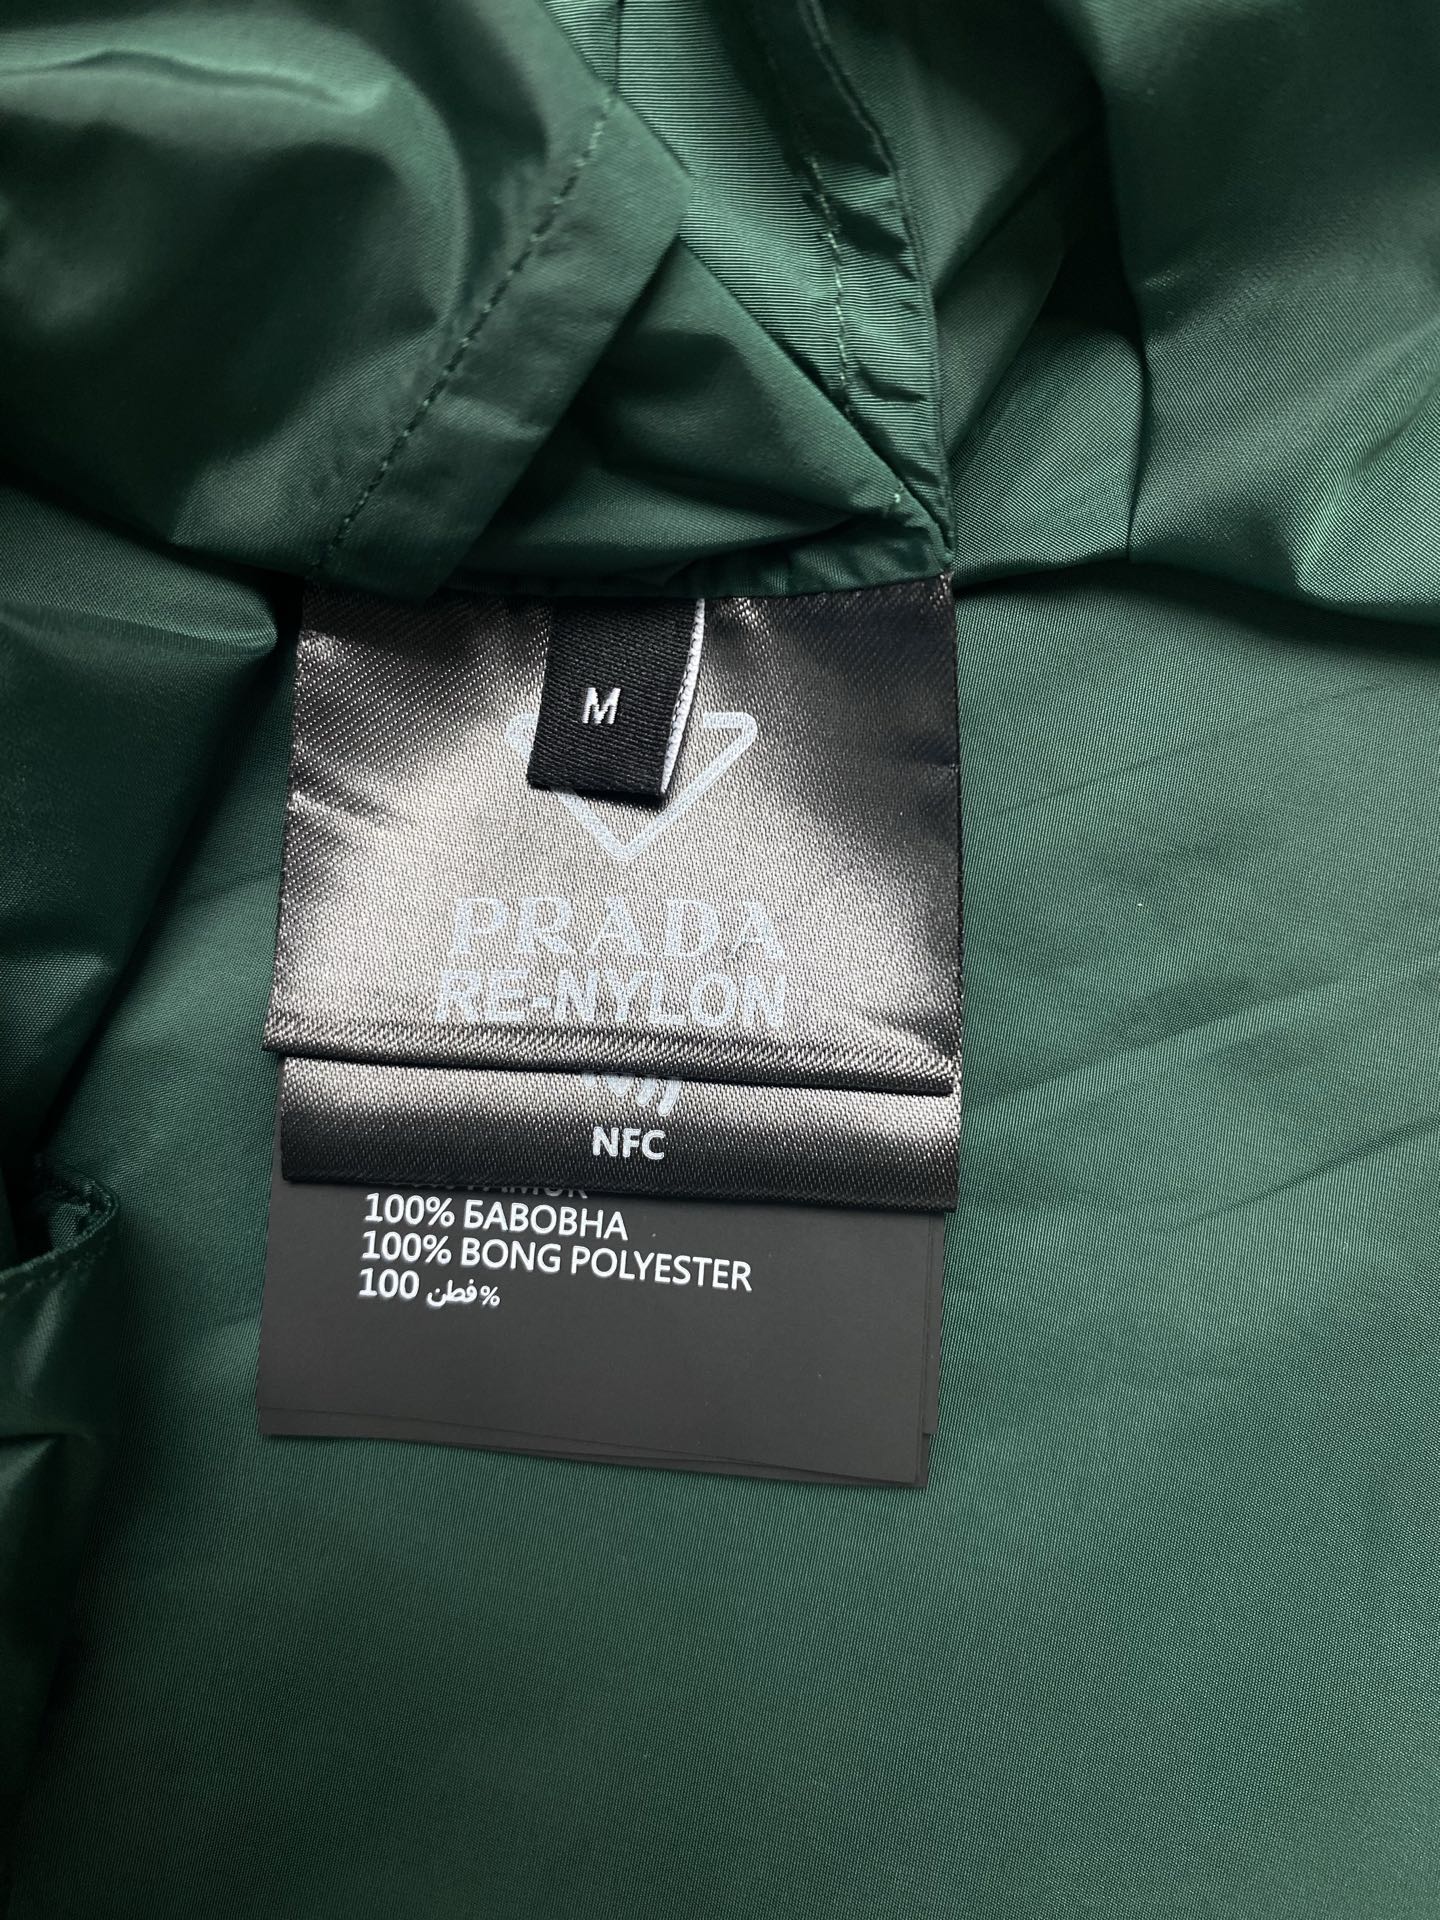 M
PRADA
RE-NYLON
NFC
100% БАВОВНА
100% BONG POLYESTER
100 قطن%